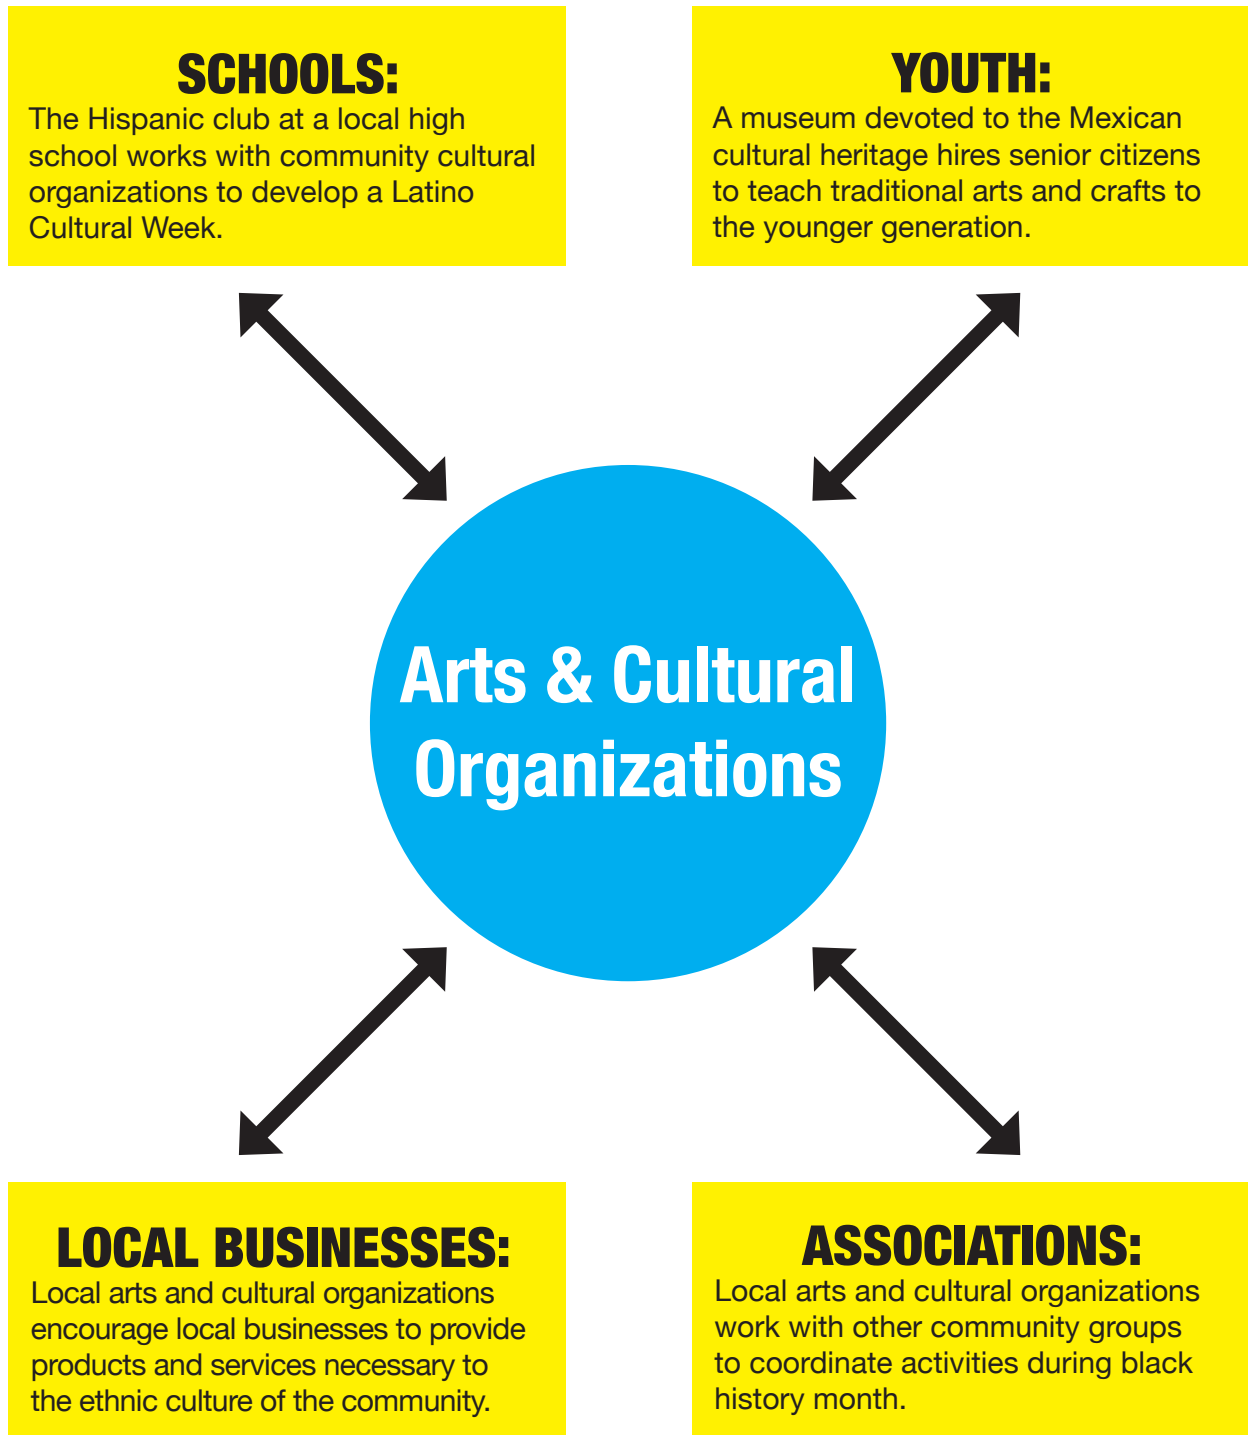 SCHOOLS:
The Hispanic club at a local high
school works with community cultural
organizations to develop a Latino
Cultural Week.
YOUTH:
A museum devoted to the Mexican
cultural heritage hires senior citizens
to teach traditional arts and crafts to
the younger generation.
Arts & Cultural
Organizations
LOCAL BUSINESSES:
Local arts and cultural organizations
encourage local businesses to provide
products and services necessary to
the ethnic culture of the community.
ASSOCIATIONS:
Local arts and cultural organizations
work with other community groups
to coordinate activities during black
history month.